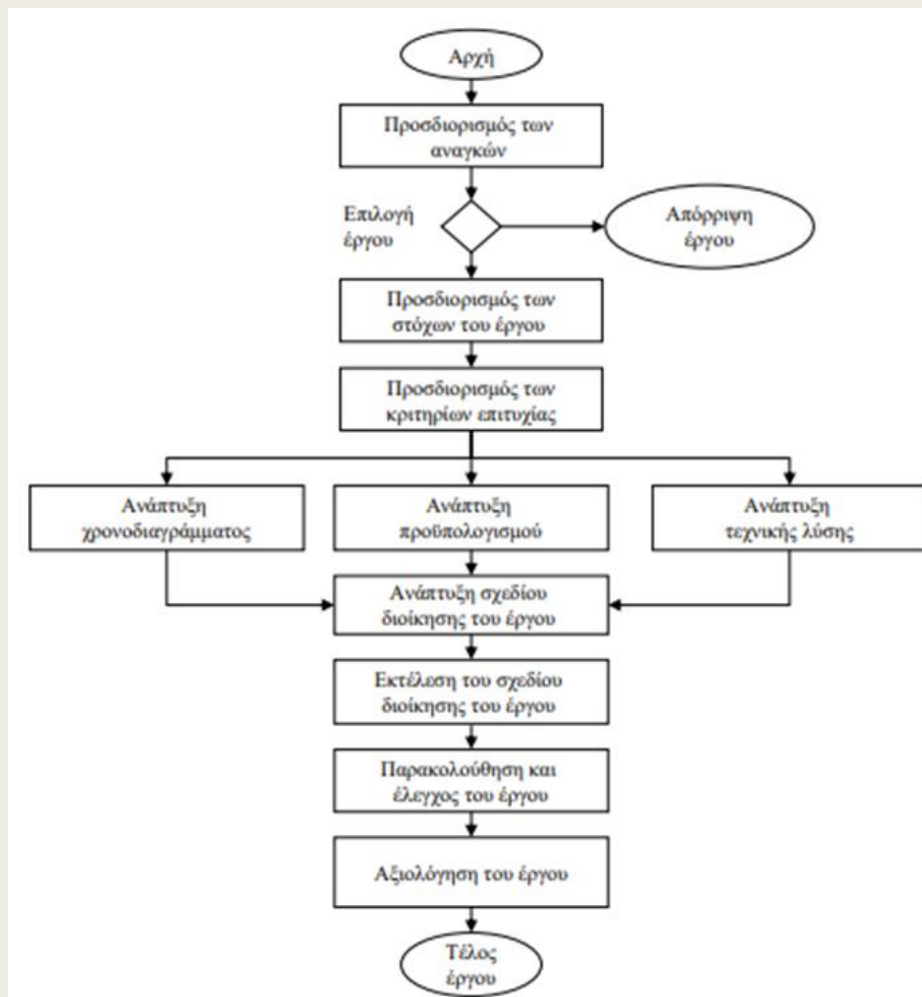 Αρχή
Προσδιορισμός των
αναγκών
Επιλογή
έργου
Απόρριψη
έργου
Προσδιορισμός των
στόχων του έργου
Προσδιορισμός των
κριτηρίων επιτυχίας
Ανάπτυξη
χρονοδιαγράμματος
Ανάπτυξη
προϋπολογισμού
Ανάπτυξη
τεχνικής λύσης
Ανάπτυξη σχεδίου
διοίκησης του έργου
Εκτέλεση του σχεδίου
διοίκησης του έργου
Παρακολούθηση και
έλεγχος του έργου
Αξιολόγηση του έργου
Τέλος
έργου